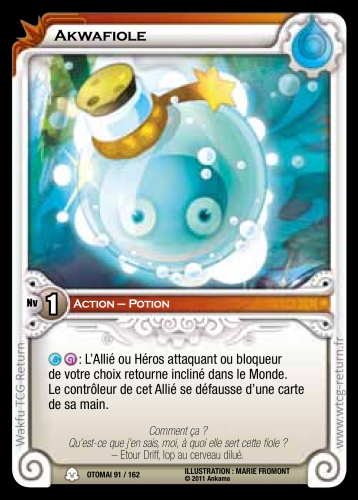 AKWAFIOLE
Nv 1 ACTION – POTION
: L'Allié ou Héros attaquant ou bloqueur
de votre choix retourne incliné dans le Monde.
Le contrôleur de cet Allié se défausse d'une carte
de sa main.
Comment ça ?
Qu'est-ce que j'en sais, moi, à quoi elle sert cette fiole ?
– Etour Driff, lop au cerveau dilué.
OTOMAI 91 / 162
ILLUSTRATION : MARIE FROMONT
© 2011 Ankama
Wakfu TCG Return
www.wtcg-return.fr